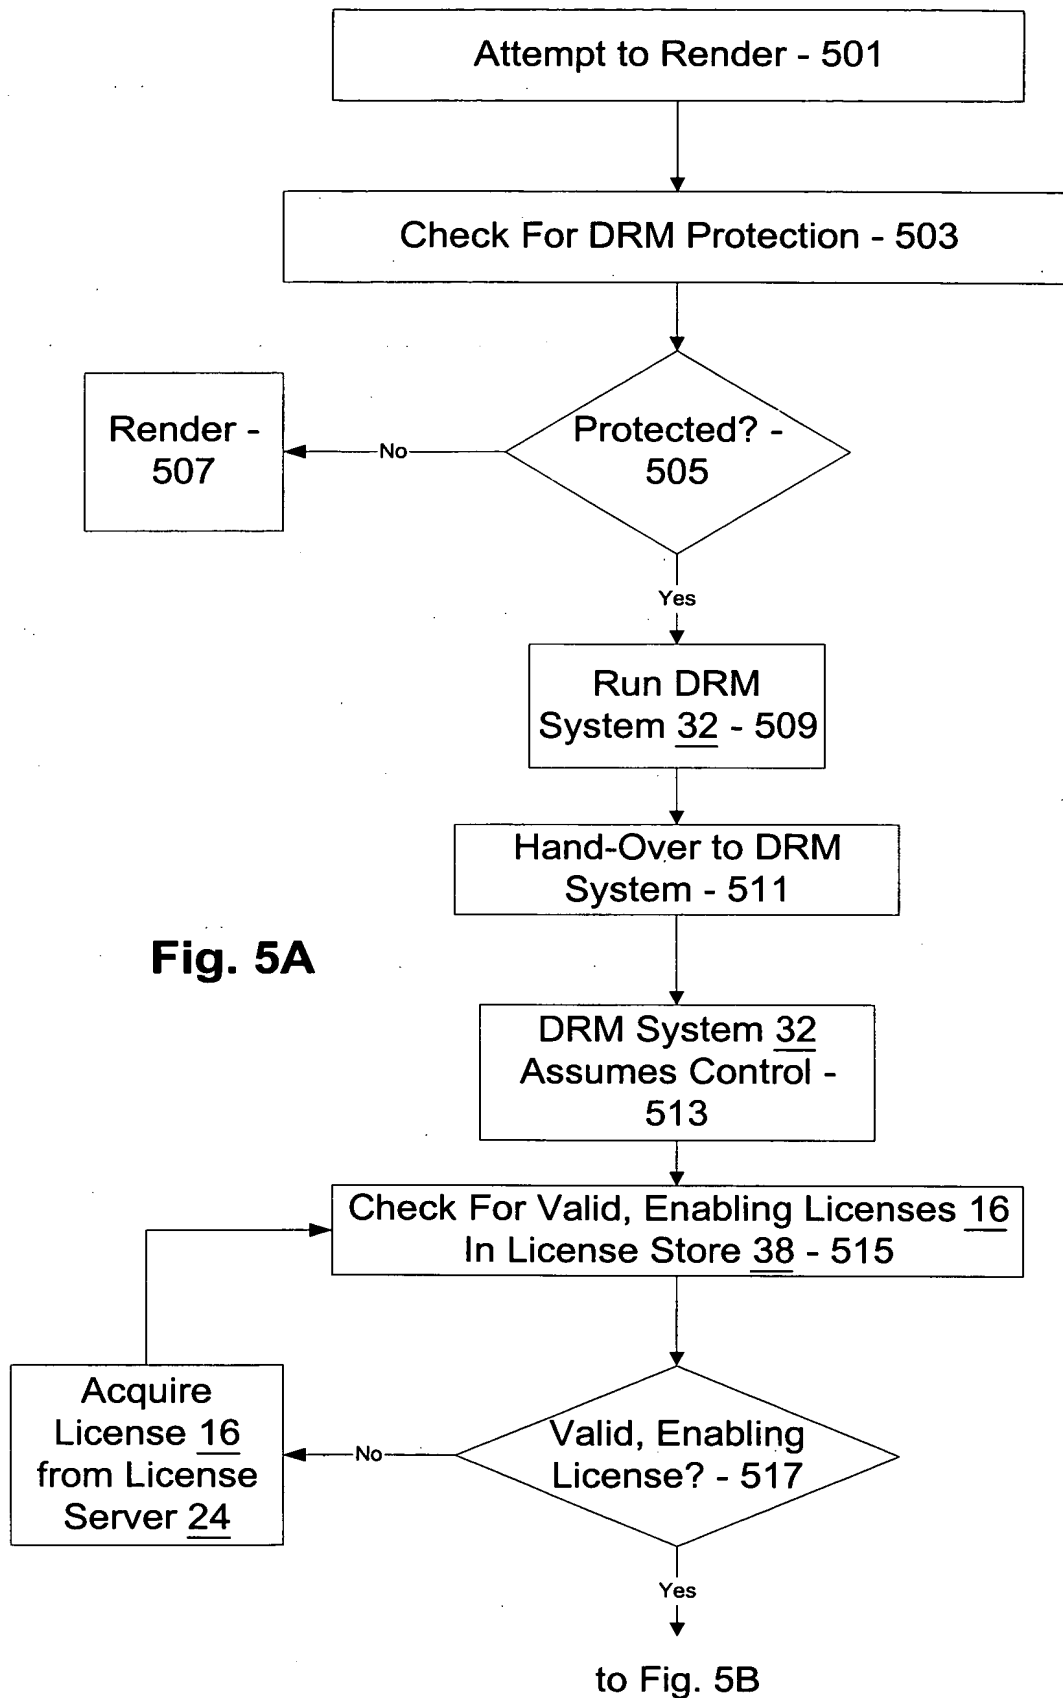 Attempt to Render - 501
Check For DRM Protection - 503
Render -
507
No
Protected? -
505
Yes
Run DRM
System 32 - 509
Hand-Over to DRM
System - 511
Fig. 5A
DRM System 32
Assumes Control -
513
Check For Valid, Enabling Licenses 16
In License Store 38 - 515
Acquire
License 16
from License
Server 24
No
Valid, Enabling
License? - 517
Yes
to Fig. 5B